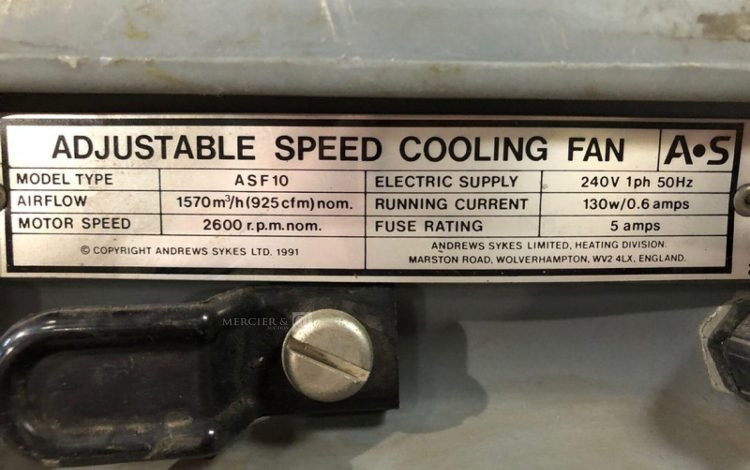 ADJUSTABLE SPEED COOLING FAN A•S
MODEL TYPE ASF10 ELECTRIC SUPPLY 240V 1ph 50Hz
AIRFLOW 1570m³/h(925cfm)nom. RUNNING CURRENT 130w/0.6 amps
MOTOR SPEED 2600 r.p.m.nom. FUSE RATING 5 amps
© COPYRIGHT ANDREWS SYKES LTD. 1991
ANDREWS SYKES LIMITED, HEATING DIVISION.
MARSTON ROAD, WOLVERHAMPTON, WV2 4LX, ENGLAND.
MERCIER &